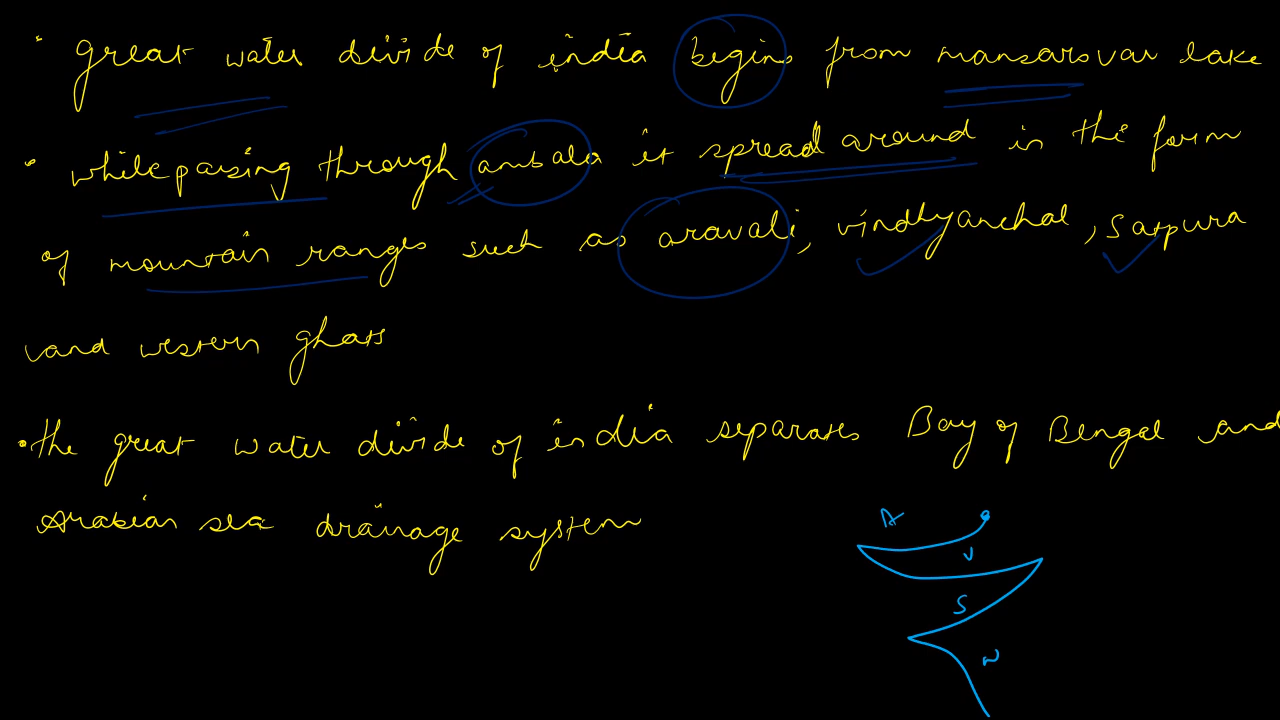 • great water divide of india begins from mansarovar lake
• while passing through ambala it spread around in the form
of mountain ranges such as aravali, vindhyanchal, satpura
and western ghats
• the great water divide of india separates Bay of Bengal and
Arabian sea drainage system
A
V
S
W